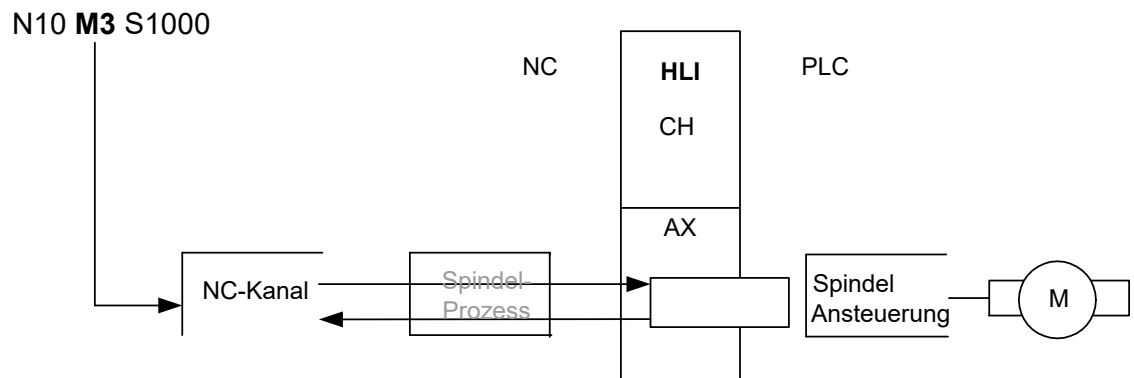 N10 M3 S1000
NC
HLI
PLC
CH
AX
NC-Kanal
Spindel-
Prozess
Spindel
Ansteuerung
M